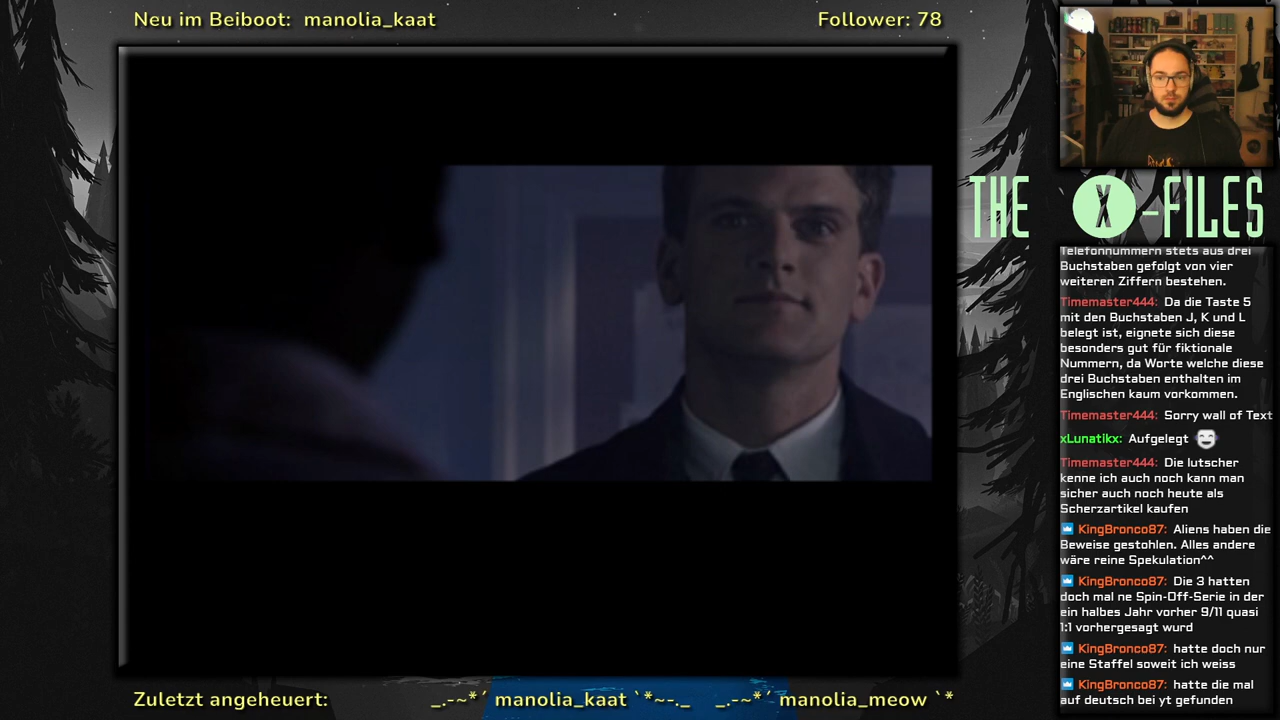 Neu im Beiboot: manolia_kaat
Follower: 78
THE X-FILES
Telefonnummern stets aus drei
Buchstaben gefolgt von vier
weiteren Ziffern bestehen.
Timemaster444: Da die Taste 5
mit den Buchstaben J, K und L
belegt ist, eignete sich diese
besonders gut für fiktionale
Nummern, da Worte welche diese
drei Buchstaben enthalten im
Englischen kaum vorkommen.
Timemaster444: Sorry wall of Text
xLunatikx: Aufgelegt
Timemaster444: Die lutscher
kenne ich auch noch kann man
sicher auch noch heute als
Scherzartikel kaufen
KingBronco87: Aliens haben die
Beweise gestohlen. Alles andere
wäre reine Spekulation^^
KingBronco87: Die 3 hatten
doch mal ne Spin-Off-Serie in der
ein halbes Jahr vorher 9/11 quasi
1:1 vorhergesagt wurd
KingBronco87: hatte doch nur
eine Staffel soweit ich weiss
KingBronco87: hatte die mal
auf deutsch bei yt gefunden
Zuletzt angeheuert: _.-~*´ manolia_kaat `*~-._ _.-~*´ manolia_meow `*